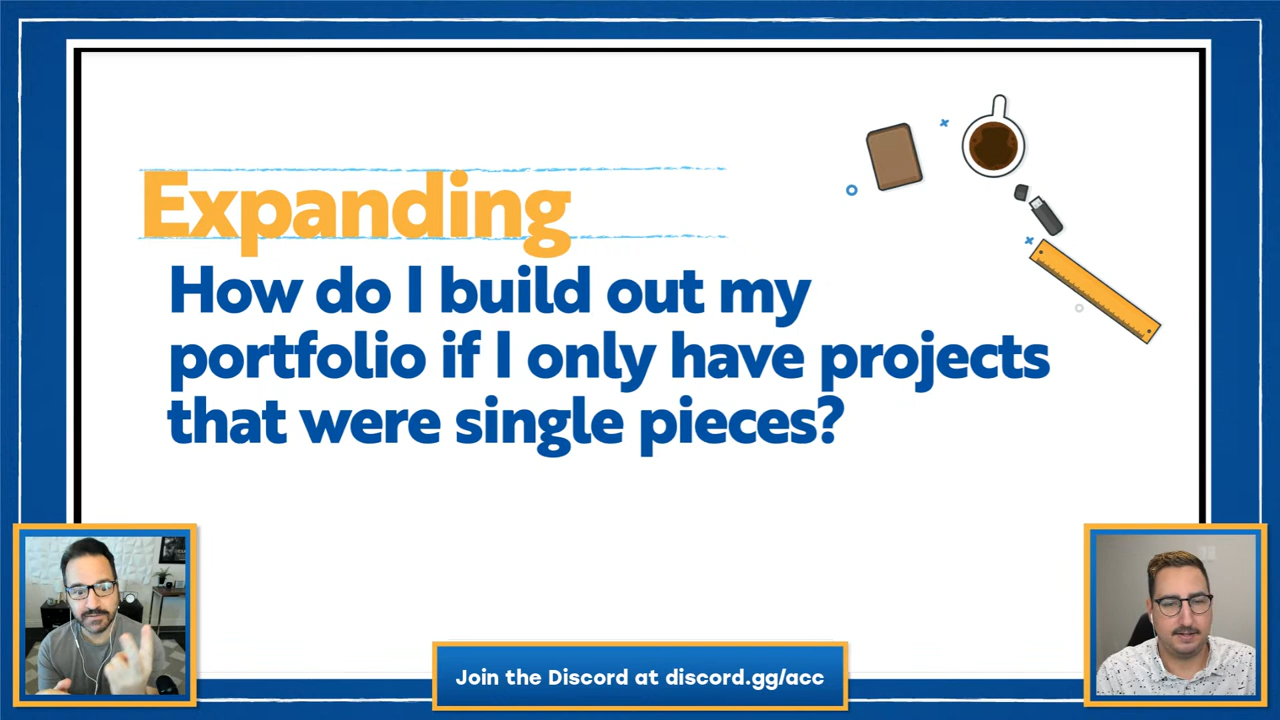 Expanding
How do I build out my
portfolio if I only have projects
that were single pieces?
Join the Discord at discord.gg/acc